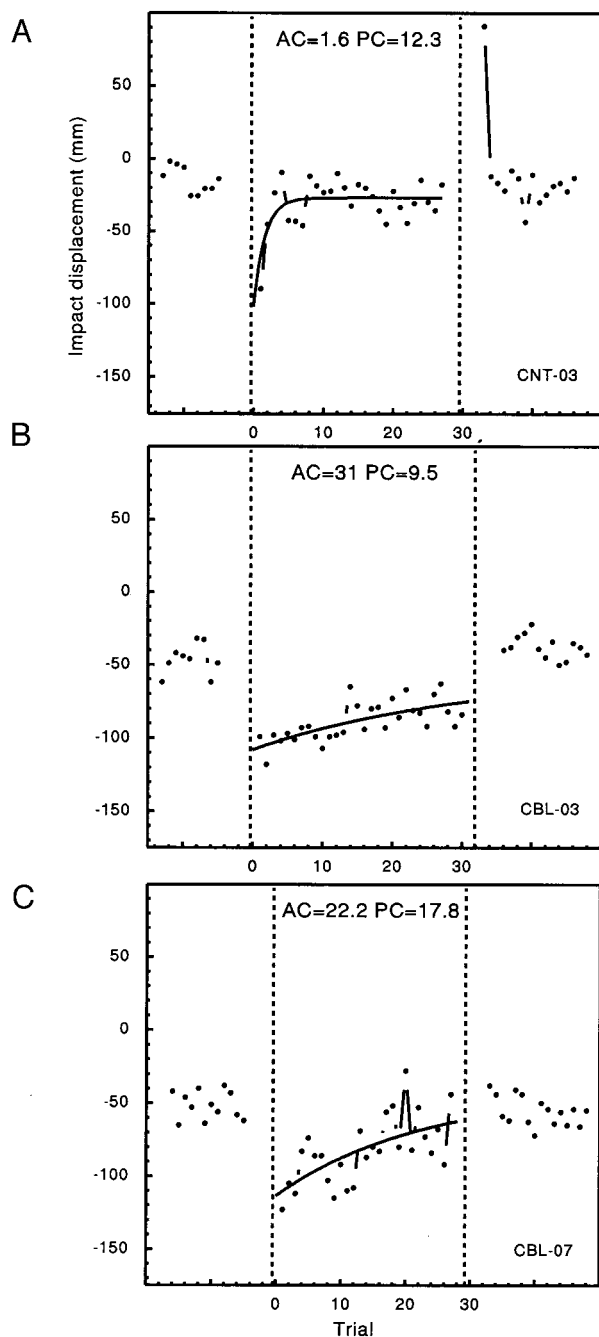 A
AC=1.6 PC=12.3
Impact displacement (mm)
50
0
-50
-100
-150
CNT-03
0 10 20 30
B
AC=31 PC=9.5
50
0
-50
-100
-150
CBL-03
0 10 20 30
C
AC=22.2 PC=17.8
50
0
-50
-100
-150
CBL-07
0 10 20 30
Trial